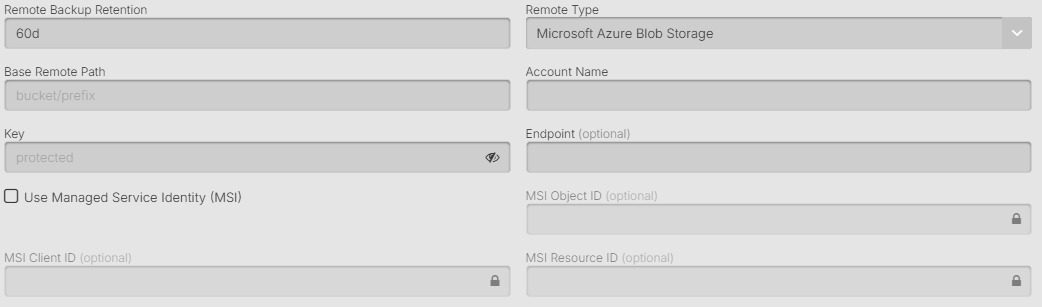 Remote Backup Retention
Remote Type
60d
Microsoft Azure Blob Storage
Base Remote Path
Account Name
bucket/prefix
Key
Endpoint (optional)
protected
Use Managed Service Identity (MSI)
MSI Object ID (optional)
MSI Client ID (optional)
MSI Resource ID (optional)